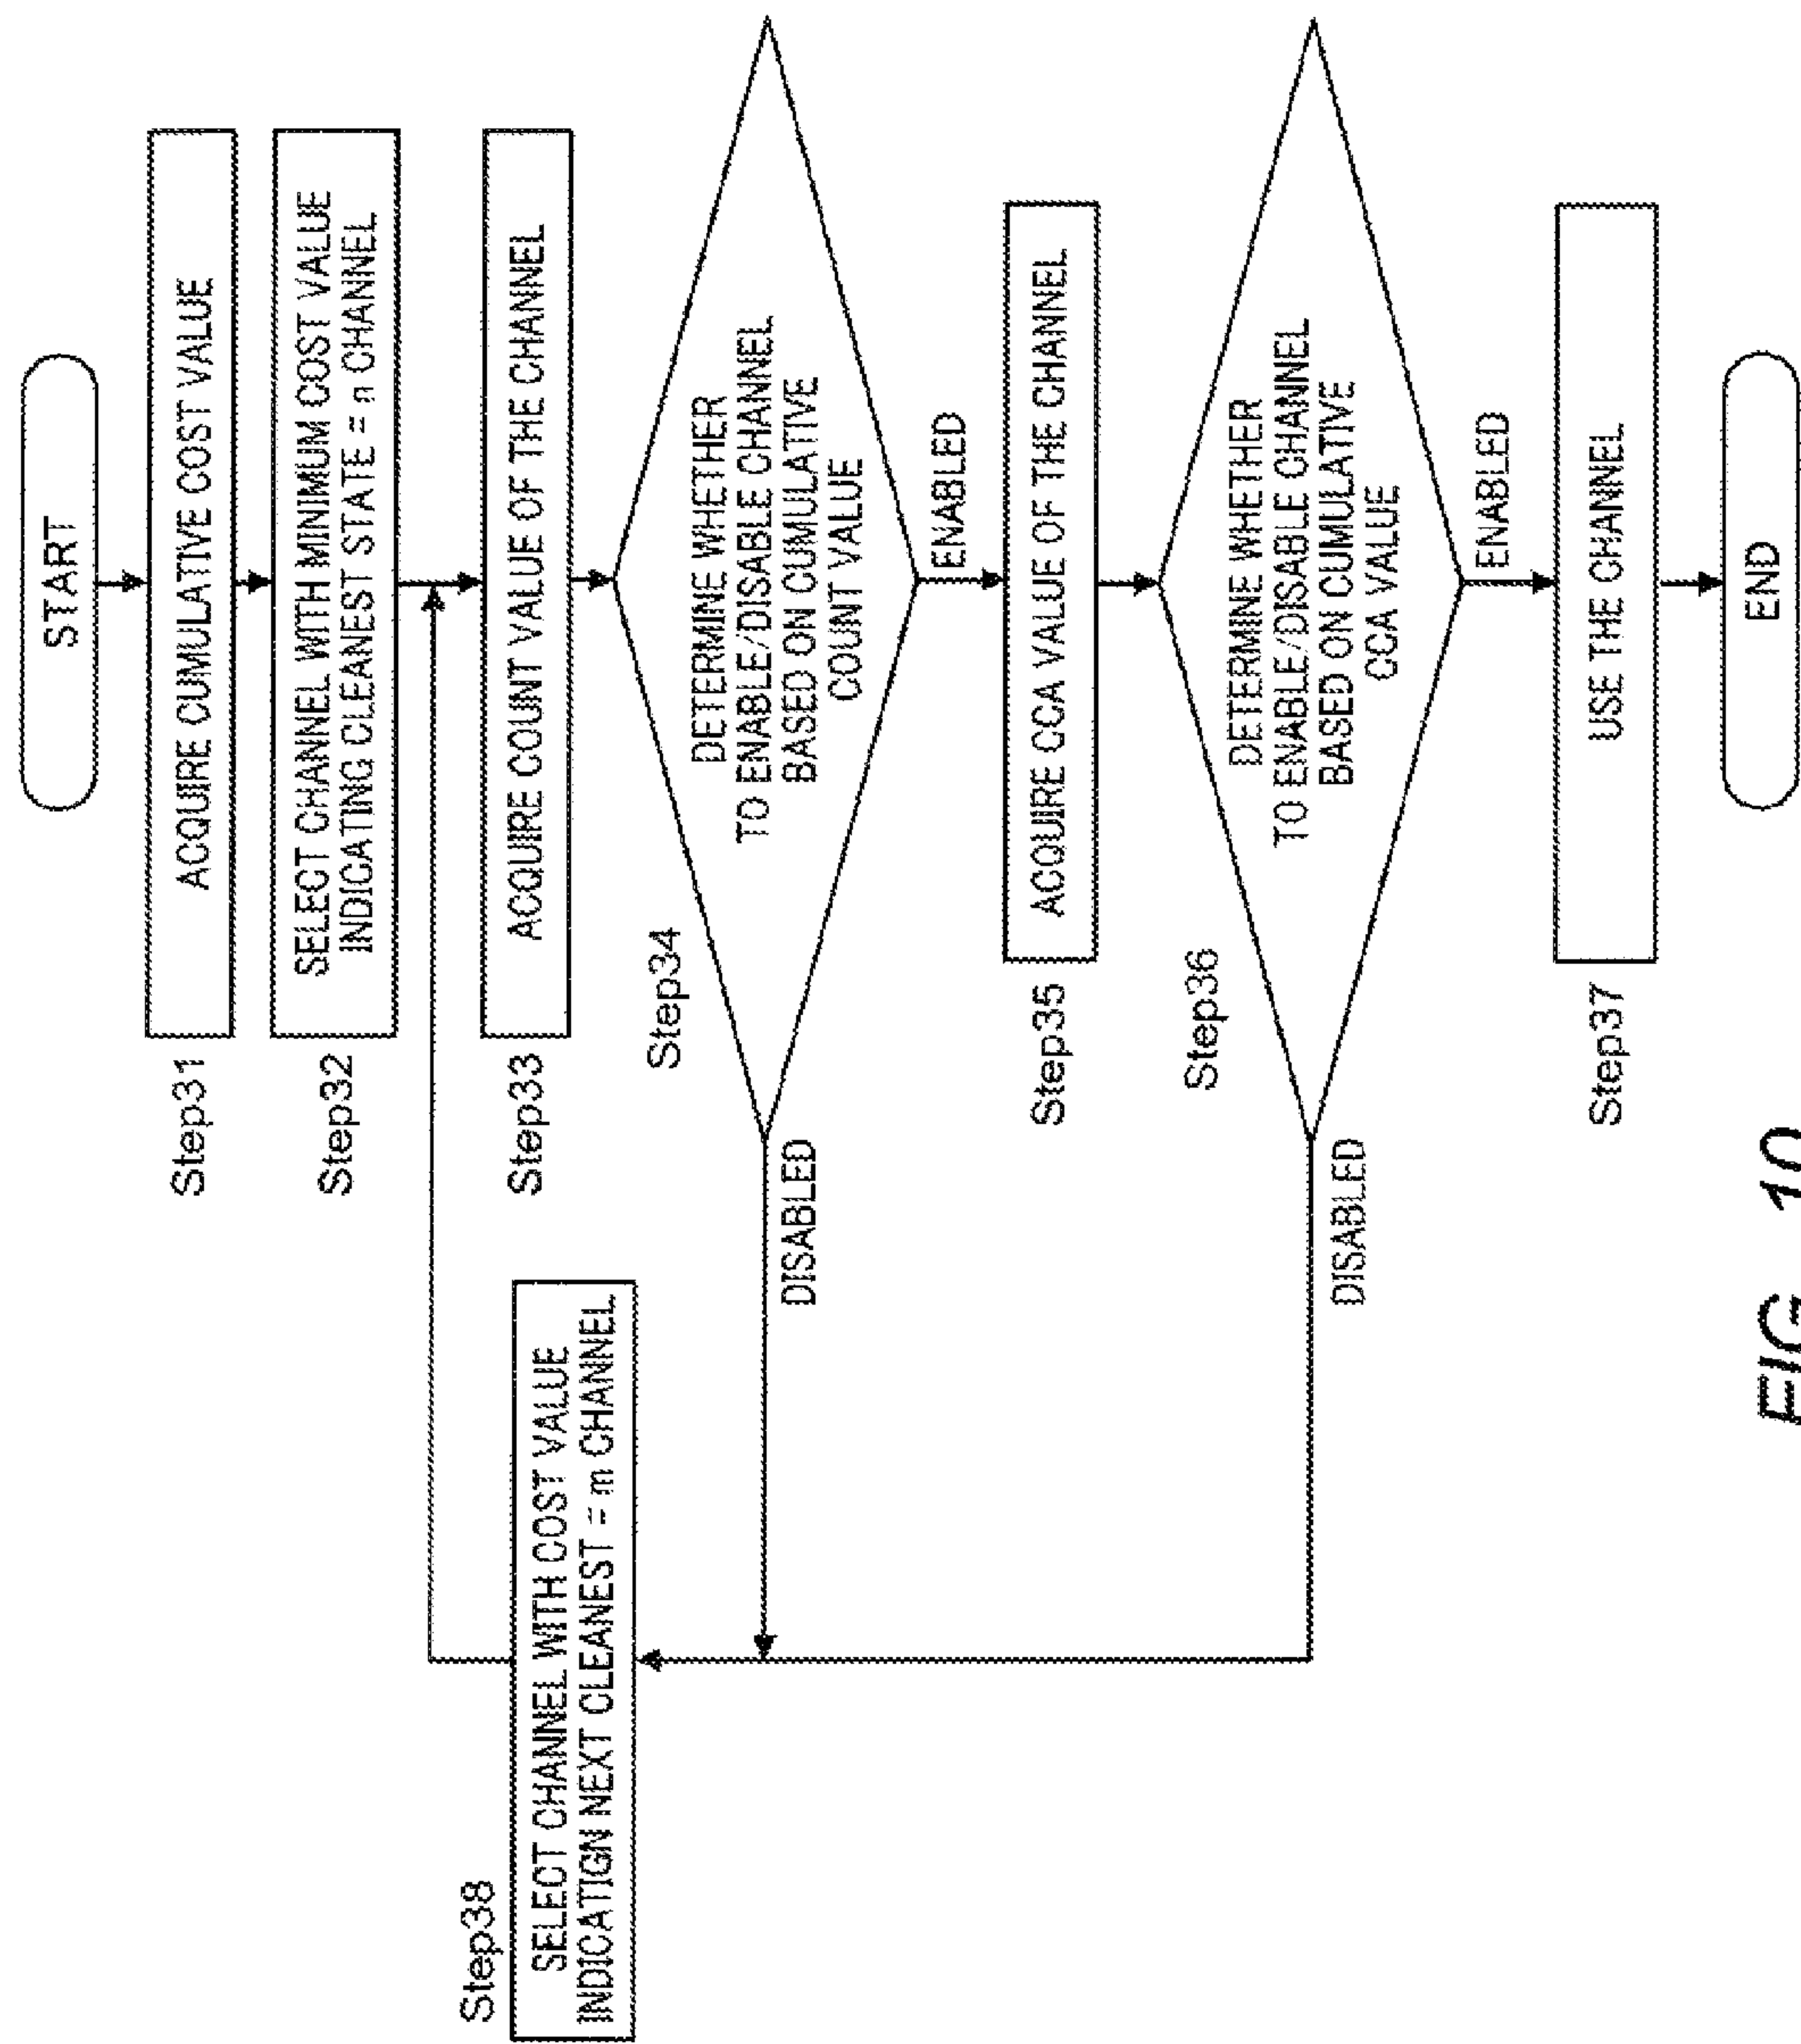 START
Step31
ACQUIRE CUMULATIVE COST VALUE
Step32
SELECT CHANNEL WITH MINIMUM COST VALUE
INDICATING CLEANEST STATE = n CHANNEL
Step33
ACQUIRE COUNT VALUE OF THE CHANNEL
Step34
DETERMINE WHETHER
TO ENABLE/DISABLE CHANNEL
BASED ON CUMULATIVE
COUNT VALUE
DISABLED
ENABLED
Step38
SELECT CHANNEL WITH COST VALUE
INDICATIGN NEXT CLEANEST = m CHANNEL
Step35
ACQUIRE CCA VALUE OF THE CHANNEL
Step36
DETERMINE WHETHER
TO ENABLE/DISABLE CHANNEL
BASED ON CUMULATIVE
CCA VALUE
DISABLED
ENABLED
Step37
USE THE CHANNEL
END
FIG. 10